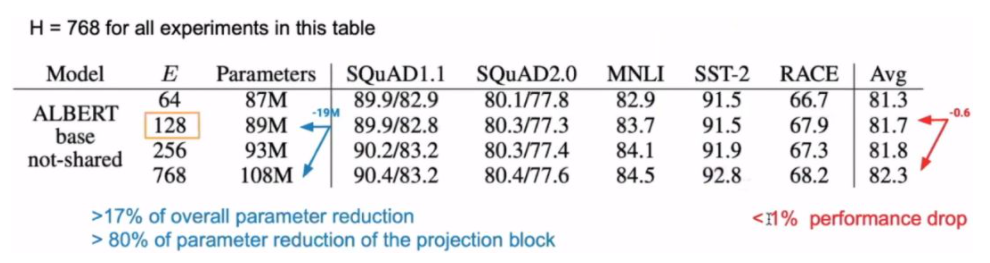 H = 768 for all experiments in this table
Model E Parameters SQuAD1.1 SQuAD2.0 MNLI SST-2 RACE Avg
ALBERT base not-shared
64 87M 89.9/82.9 80.1/77.8 82.9 91.5 66.7 81.3
-19M -0.6
128 89M 89.9/82.8 80.3/77.3 83.7 91.5 67.9 81.7
256 93M 90.2/83.2 80.3/77.4 84.1 91.9 67.3 81.8
768 108M 90.4/83.2 80.4/77.6 84.5 92.8 68.2 82.3
>17% of overall parameter reduction
<1% performance drop
> 80% of parameter reduction of the projection block